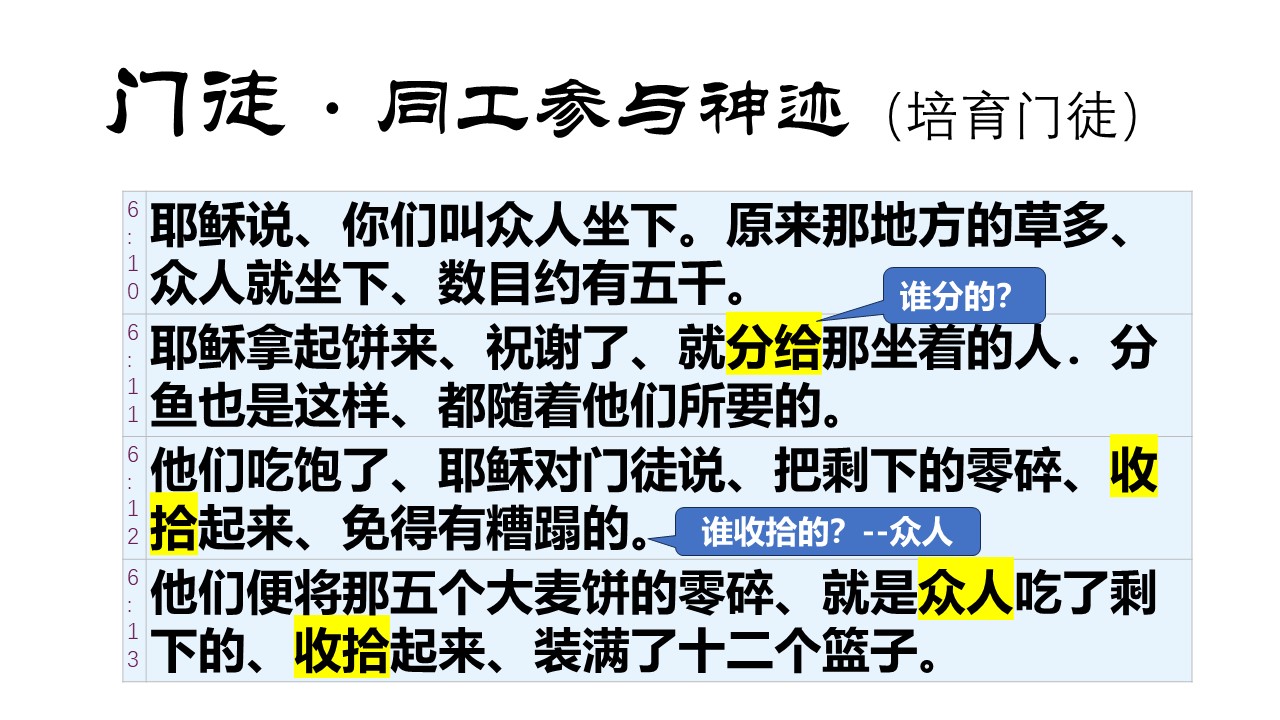 门徒·同工参与神迹（培育门徒）
6:10 耶稣说、你们叫众人坐下。原来那地方的草多、
众人就坐下、数目约有五千。
谁分的？
6:11 耶稣拿起饼来、祝谢了、就分给那坐着的人．分
鱼也是这样、都随着他们所要的。
6:12 他们吃饱了、耶稣对门徒说、把剩下的零碎、收
拾起来、免得有糟蹋的。
谁收拾的？--众人
6:13 他们便将那五个大麦饼的零碎、就是众人吃了剩
下的、收拾起来、装满了十二个篮子。